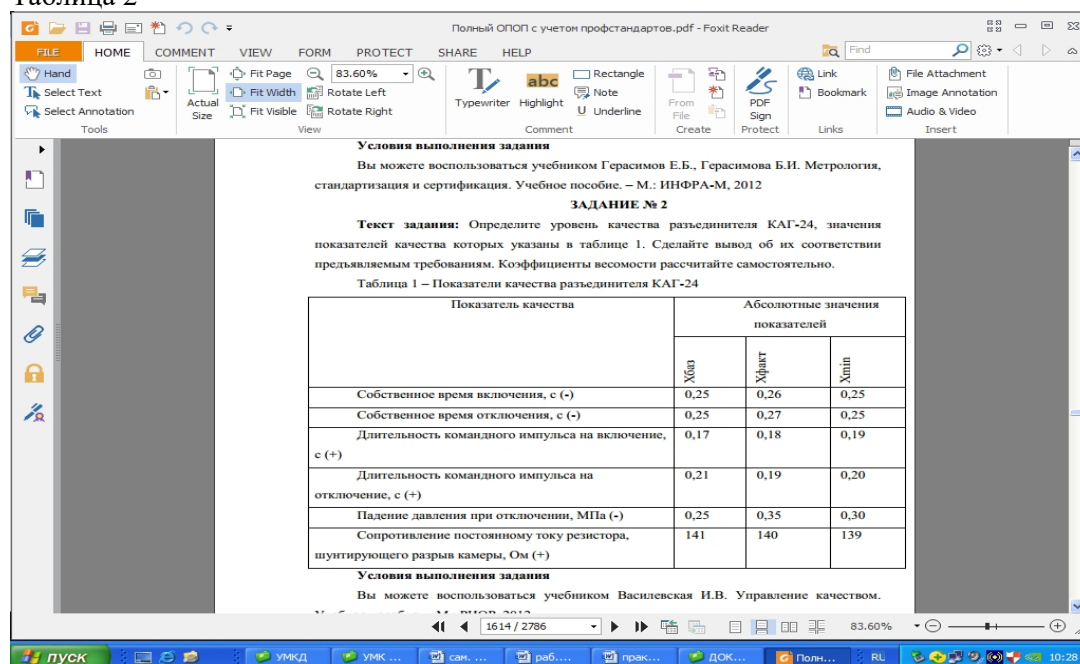 Таблица 2
Полный ОПОП с учетом профстандартов.pdf - Foxit Reader
FILE HOME COMMENT VIEW FORM PROTECT SHARE HELP Find
Hand
Select Text
Select Annotation
Tools
Actual Size
Fit Page
Fit Width
Fit Visible
83.60%
Rotate Left
Rotate Right
View
Typewriter
Highlight
Rectangle
Note
Underline
Comment
From File
Create
PDF Sign
Protect
Link
Bookmark
Links
File Attachment
Image Annotation
Audio & Video
Insert
Условия выполнения задания
Вы можете воспользоваться учебником Герасимов Е.Б., Герасимова Б.И. Метрология,
стандартизация и сертификация. Учебное пособие. – М.: ИНФРА-М, 2012
ЗАДАНИЕ № 2
Текст задания: Определите уровень качества разъединителя КАГ-24, значения
показателей качества которых указаны в таблице 1. Сделайте вывод об их соответствии
предъявляемым требованиям. Коэффициенты весомости рассчитайте самостоятельно.
Таблица 1 – Показатели качества разъединителя КАГ-24
Показатель качества
Абсолютные значения
показателей
Xбаз Xфакт Xmin
Собственное время включения, с (-) 0,25 0,26 0,25
Собственное время отключения, с (-) 0,25 0,27 0,25
Длительность командного импульса на включение, 0,17 0,18 0,19
с (+)
Длительность командного импульса на 0,21 0,19 0,20
отключение, с (+)
Падение давления при отключении, МПа (-) 0,25 0,35 0,30
Сопротивление постоянному току резистора, 141 140 139
шунтирующего разрыв камеры, Ом (+)
Условия выполнения задания
Вы можете воспользоваться учебником Василевская И.В. Управление качеством.
1614 / 2786 83.60%
пуск УМКД УМК ... сам. ... раб.... прак... ДОК... Полн... RU 10:28